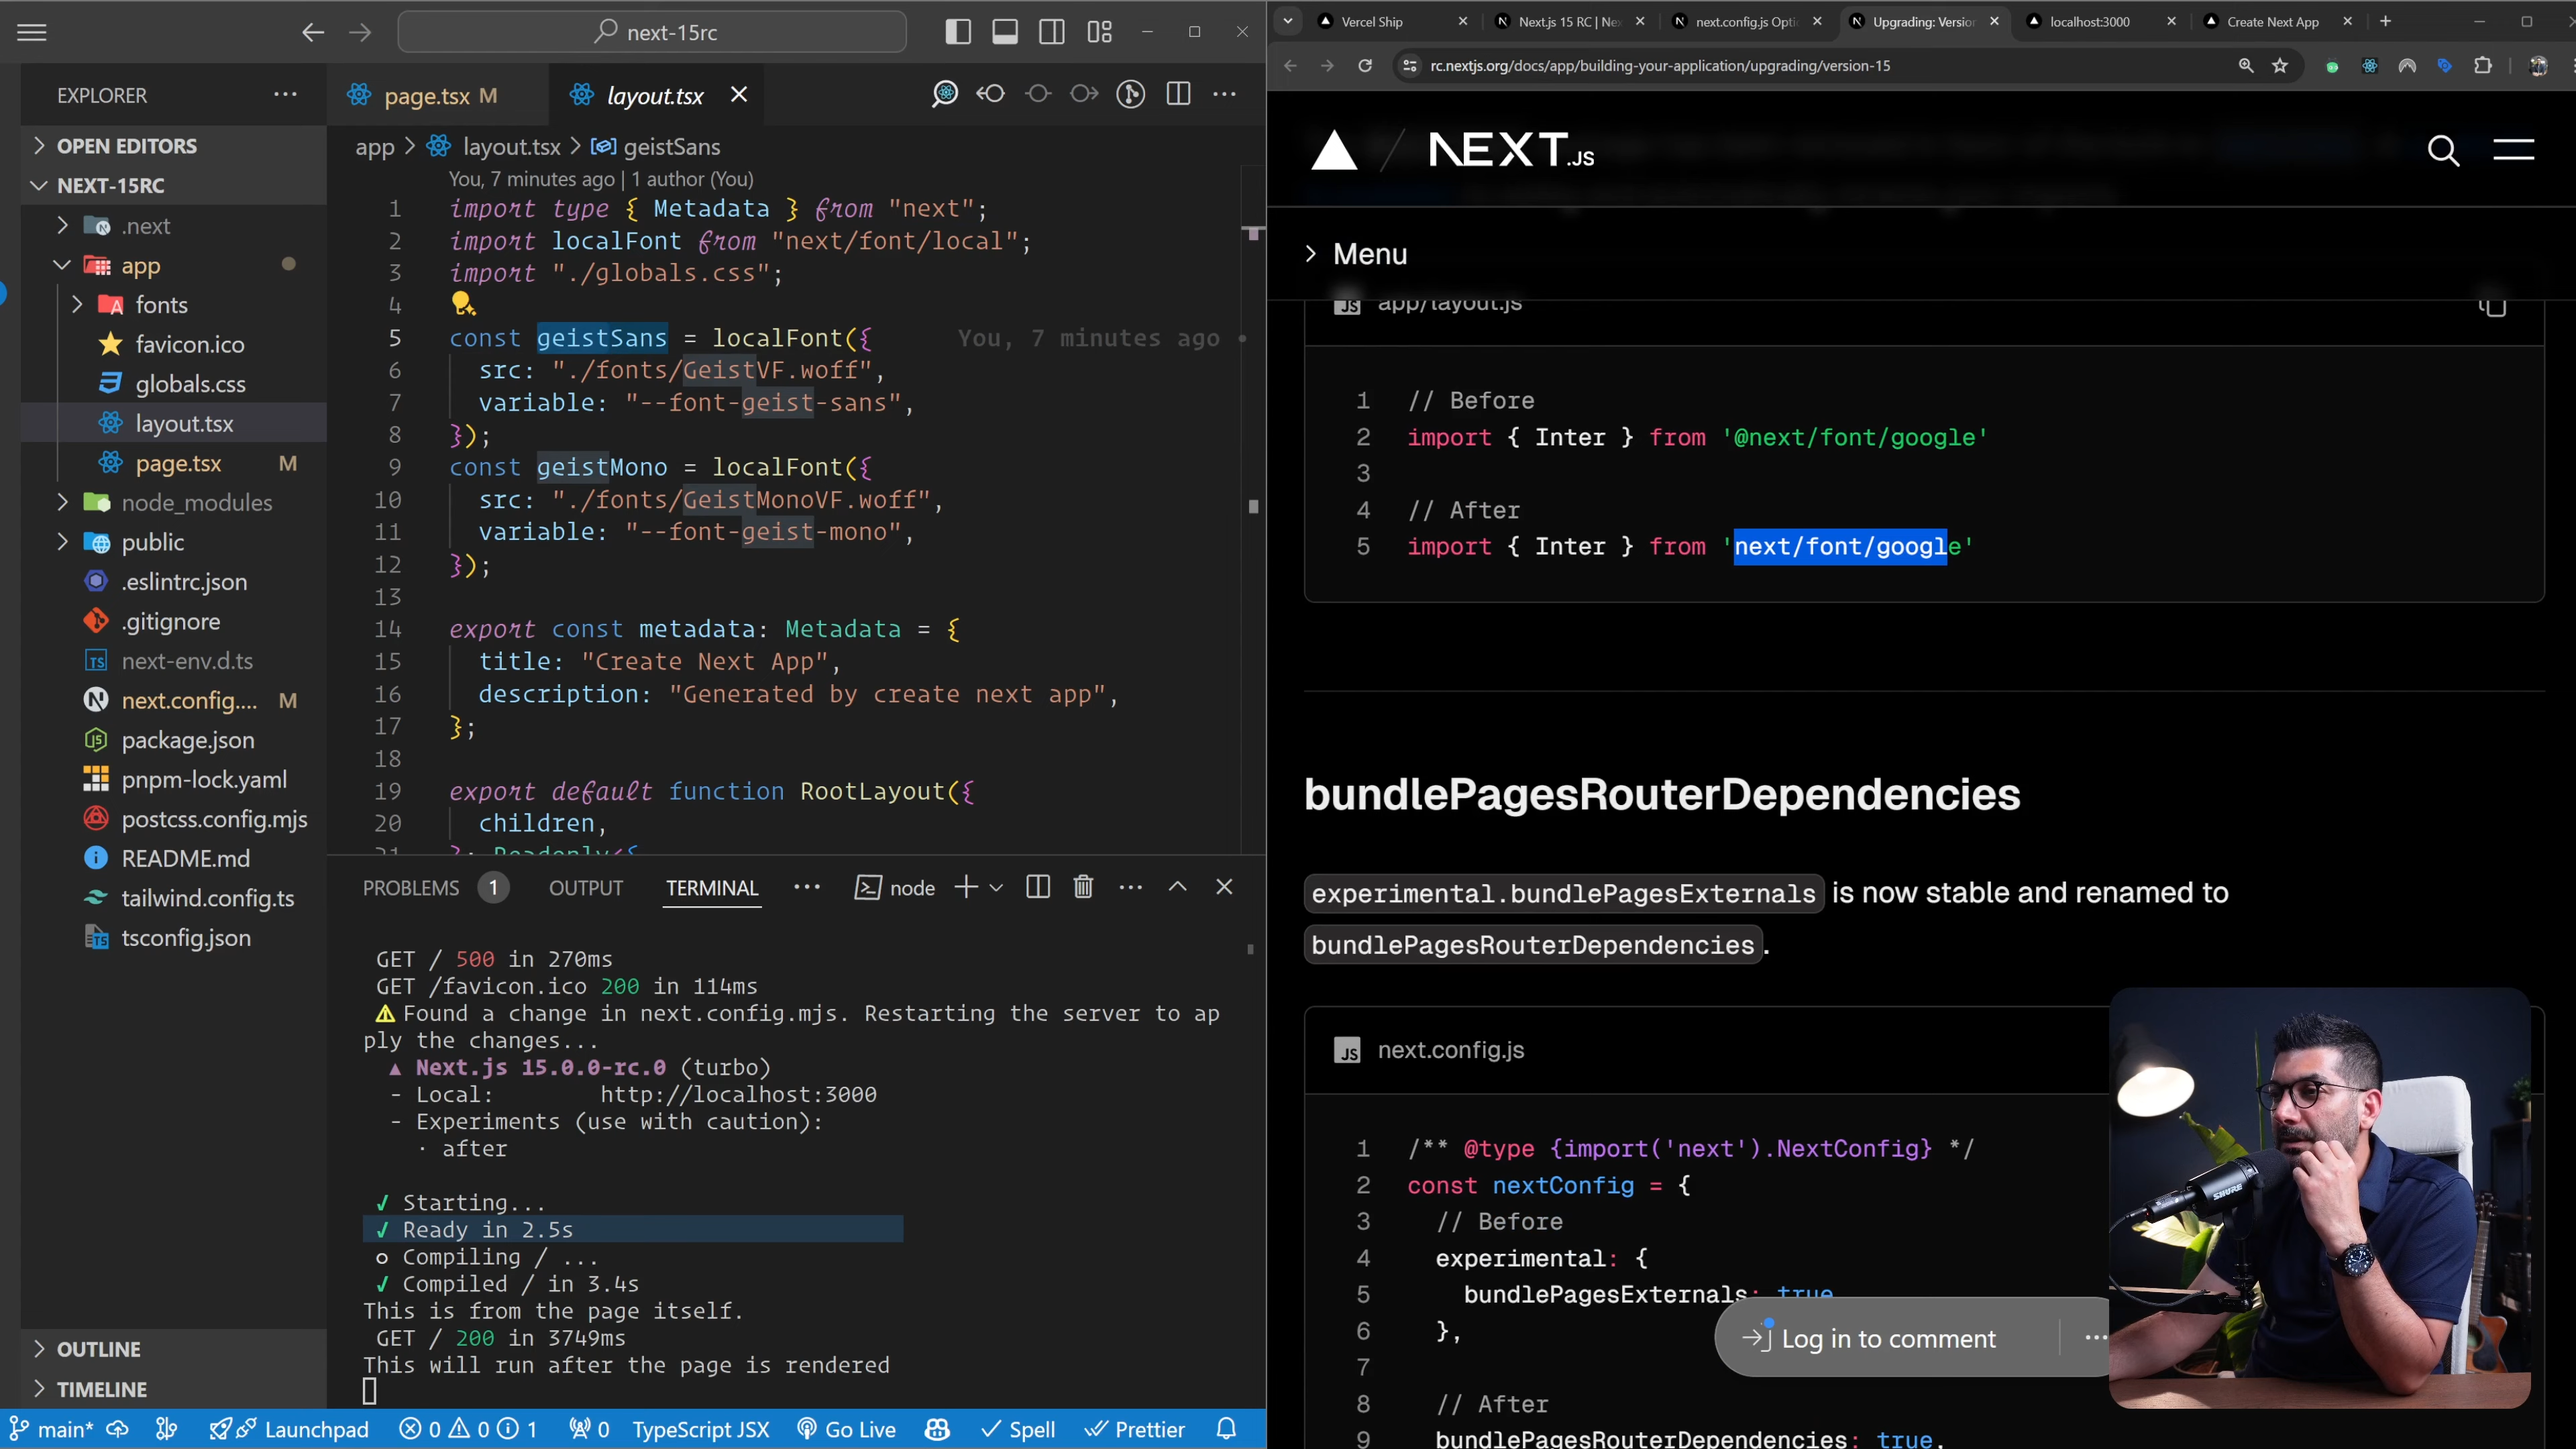 next-15rc
EXPLORER
OPEN EDITORS
NEXT-15RC
.next
app
fonts
favicon.ico
globals.css
layout.tsx
page.tsx M
node_modules
public
.eslintrc.json
.gitignore
next-env.d.ts
next.config.... M
package.json
pnpm-lock.yaml
postcss.config.mjs
README.md
tailwind.config.ts
tsconfig.json
OUTLINE
TIMELINE
page.tsx M
layout.tsx
app > layout.tsx > geistSans
You, 7 minutes ago | 1 author (You)
1 import type { Metadata } from "next";
2 import localFont from "next/font/local";
3 import "./globals.css";
4
5 const geistSans = localFont({ You, 7 minutes ago •
6 src: "./fonts/GeistVF.woff",
7 variable: "--font-geist-sans",
8 });
9 const geistMono = localFont({
10 src: "./fonts/GeistMonoVF.woff",
11 variable: "--font-geist-mono",
12 });
13
14 export const metadata: Metadata = {
15 title: "Create Next App",
16 description: "Generated by create next app",
17 };
18
19 export default function RootLayout({
20 children,
21 }: Readonly<{
PROBLEMS 1 OUTPUT TERMINAL ... node
GET / 500 in 270ms
GET /favicon.ico 200 in 114ms
⚠ Found a change in next.config.mjs. Restarting the server to ap
ply the changes...
▲ Next.js 15.0.0-rc.0 (turbo)
- Local: http://localhost:3000
- Experiments (use with caution):
· after
✓ Starting...
✓ Ready in 2.5s
○ Compiling / ...
✓ Compiled / in 3.4s
This is from the page itself.
GET / 200 in 3749ms
This will run after the page is rendered
main* Launchpad 0 0 1 0 TypeScript JSX Go Live Spell Prettier
Vercel Ship
Next.js 15 RC | Ne
next.config.js Opti
Upgrading: Version
localhost:3000
Create Next App
rc.nextjs.org/docs/app/building-your-application/upgrading/version-15
NEXT.JS
Menu
JS app/layout.js
1 // Before
2 import { Inter } from '@next/font/google'
3
4 // After
5 import { Inter } from 'next/font/google'
bundlePagesRouterDependencies
experimental.bundlePagesExternals is now stable and renamed to
bundlePagesRouterDependencies.
JS next.config.js
1 /** @type {import('next').NextConfig} */
2 const nextConfig = {
3 // Before
4 experimental: {
5 bundlePagesExternals: true
6 },
7
8 // After
9 bundlePagesRouterDependencies: true,
Log in to comment
SHURE